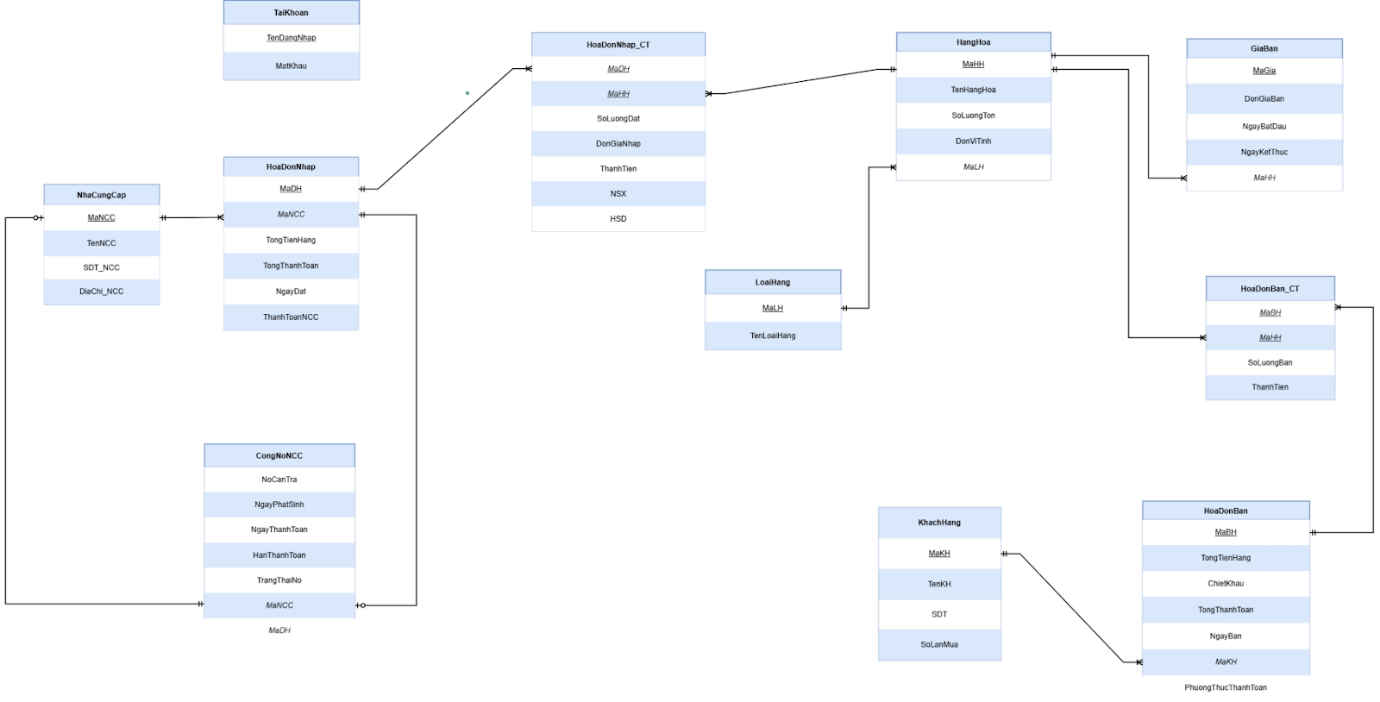 TaiKhoan
TenDangNhap
MatKhau
HoaDonNhap_CT
MaDH
MaHH
SoLuongDat
DonGiaNhap
ThanhTien
NSX
HSD
HangHoa
MaHH
TenHangHoa
SoLuongTon
DonViTinh
MaLH
GiaBan
MaGia
DonGiaBan
NgayBatDau
NgayKetThuc
MaHH
NhaCungCap
MaNCC
TenNCC
SDT_NCC
DiaChi_NCC
HoaDonNhap
MaDH
MaNCC
TongTienHang
TongThanhToan
NgayDat
ThanhToanNCC
LoaiHang
MaLH
TenLoaiHang
HoaDonBan_CT
MaBH
MaHH
SoLuongBan
ThanhTien
CongNoNCC
NoCanTra
NgayPhatSinh
NgayThanhToan
HanThanhToan
TrangThaiNo
MaNCC
MaDH
KhachHang
MaKH
TenKH
SDT
SoLanMua
HoaDonBan
MaBH
TongTienHang
ChietKhau
TongThanhToan
NgayBan
MaKH
PhuongThucThanhToan